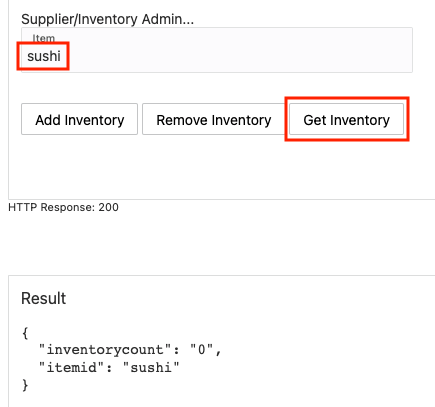 Supplier/Inventory Admin...
Item
sushi
Add Inventory Remove Inventory Get Inventory
HTTP Response: 200
Result
{
"inventorycount": "0",
"itemid": "sushi"
}